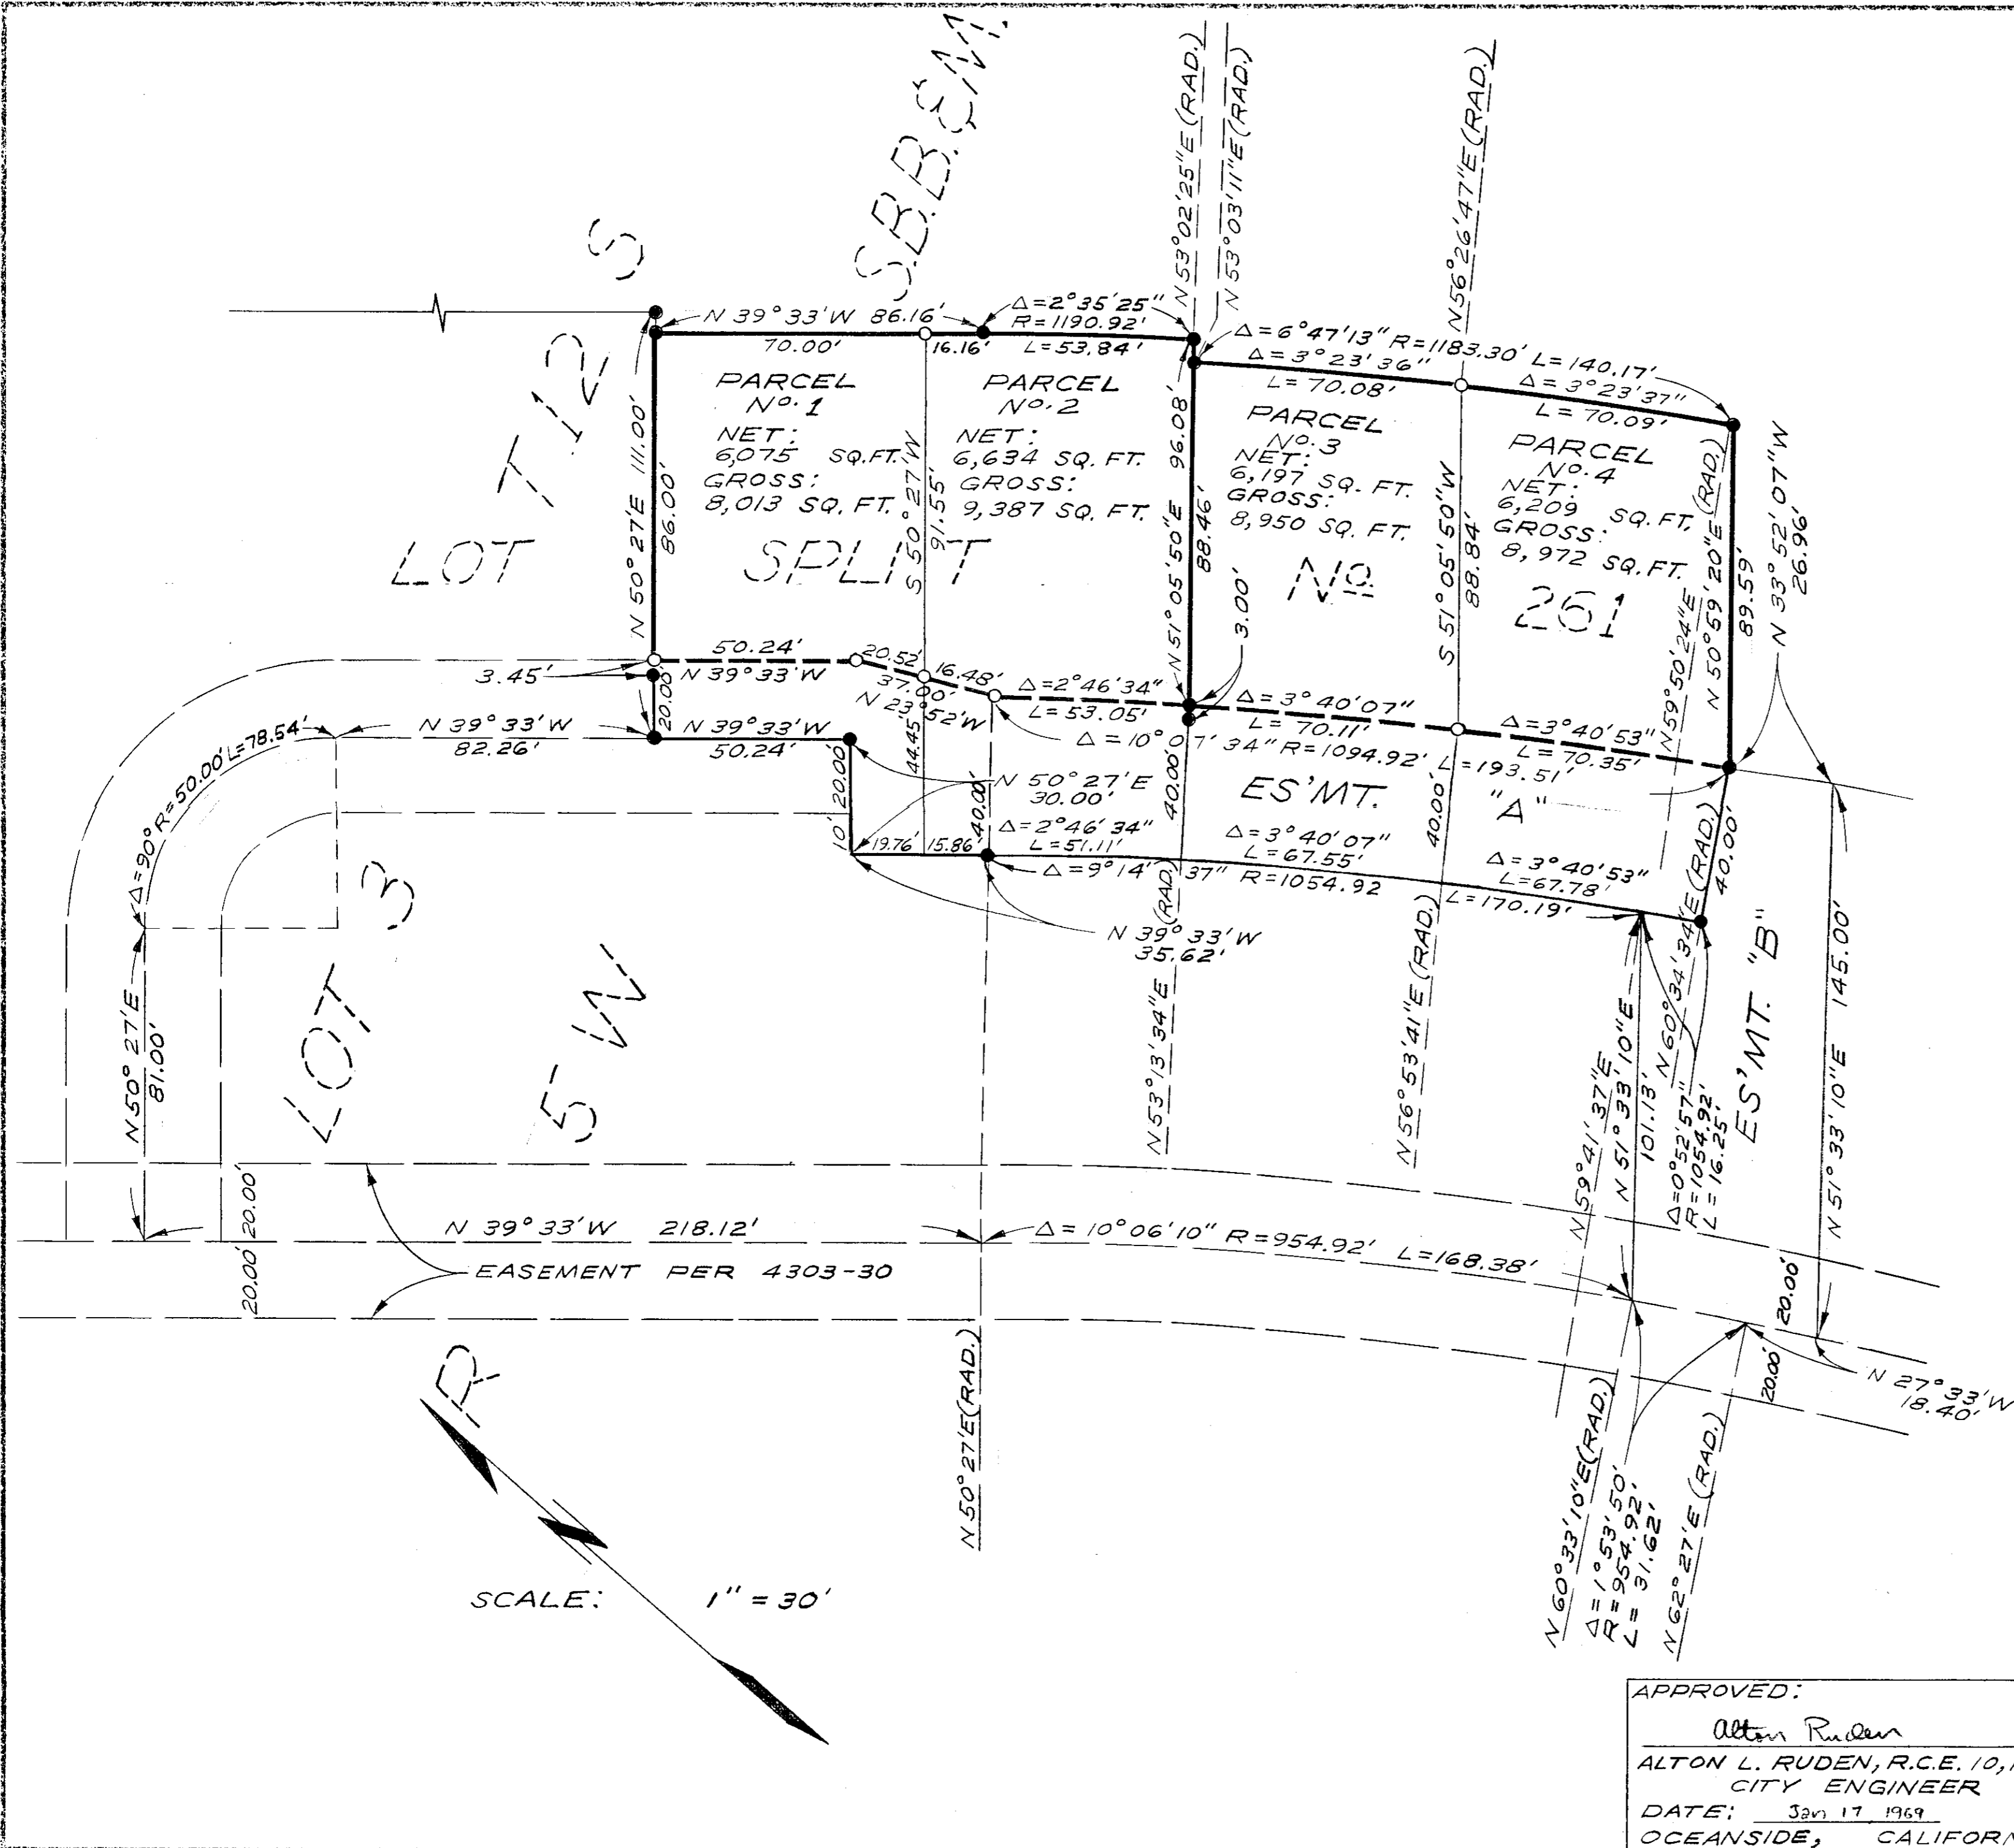 S.B.B.&M.
T. 12 S
LOT SPLIT Nº 261
LOT 3
R 5 W
N 53°02'25"E (RAD.)
N 53°03'11"E (RAD.)
N 56°26'47"E (RAD.)
N 39°33'W 86.16'
70.00'
16.16'
Δ=2°35'25"
R=1190.92'
L=53.84'
Δ=6°47'13" R=1183.30' L=140.17'
Δ=3°23'36"
L=70.08'
Δ=3°23'37"
L=70.09'
PARCEL
Nº. 1
NET:
6,075 SQ.FT.
GROSS:
8,013 SQ. FT.
PARCEL
Nº. 2
NET:
6,634 SQ. FT.
GROSS:
9,387 SQ. FT.
PARCEL
Nº. 3
NET:
6,197 SQ. FT.
GROSS:
8,950 SQ. FT.
PARCEL
Nº. 4
NET:
6,209 SQ. FT.
GROSS:
8,972 SQ. FT.
N 50°27'E 111.00'
86.00'
S 50°27'W
91.55'
N 51°05'50"E 96.08'
88.46'
3.00'
S 51°05'50"W
88.84'
N 59°50'24"E (RAD.)
N 50°59'20"E
89.59'
N 33°52'07"W
26.96'
3.45'
50.24'
N 39°33'W
20.52'
16.48'
37.00'
N 23°52'W
Δ=2°46'34"
L=53.05'
Δ=3°40'07"
L=70.11'
Δ=3°40'53"
L=70.35'
Δ=10°07'34" R=1094.92' L=193.51'
20.00'
N 39°33'W
82.26'
N 39°33'W
50.24'
Δ=90° R=50.00' L=78.54'
10' 20.00'
44.45'
40.00'
N 50°27'E
30.00'
40.00'
40.00'
40.00'
ES'MT. "A"
19.76' 15.86'
Δ=2°46'34"
L=51.11'
Δ=3°40'07"
L=67.55'
Δ=3°40'53"
L=67.78'
Δ=9°14'37" R=1054.92 L=170.19'
N 39°33'W
35.62'
N 53°13'34"E (RAD.)
N 56°53'41"E (RAD.)
N 60°34'34"E (RAD.)
ES'MT. "B"
N 51°33'10"E 145.00'
N 51°33'10"E
101.13'
N 59°41'37"E
Δ=0°52'57"
R=1054.92'
L=16.25'
N 50°27'E
81.00'
20.00' 20.00'
N 39°33'W 218.12'
Δ=10°06'10" R=954.92' L=168.38'
EASEMENT PER 4303-30
20.00'
20.00'
N 27°33'W
18.40'
N 50°27'E (RAD.)
N 60°33'10"E (RAD.)
Δ=1°53'50'
R=954.92'
L=31.62'
N 62°27'E (RAD.)
SCALE: 1" = 30'
APPROVED:
Alton Ruden
ALTON L. RUDEN, R.C.E. 10,
CITY ENGINEER
DATE: Jan 17 1969
OCEANSIDE, CALIFORN